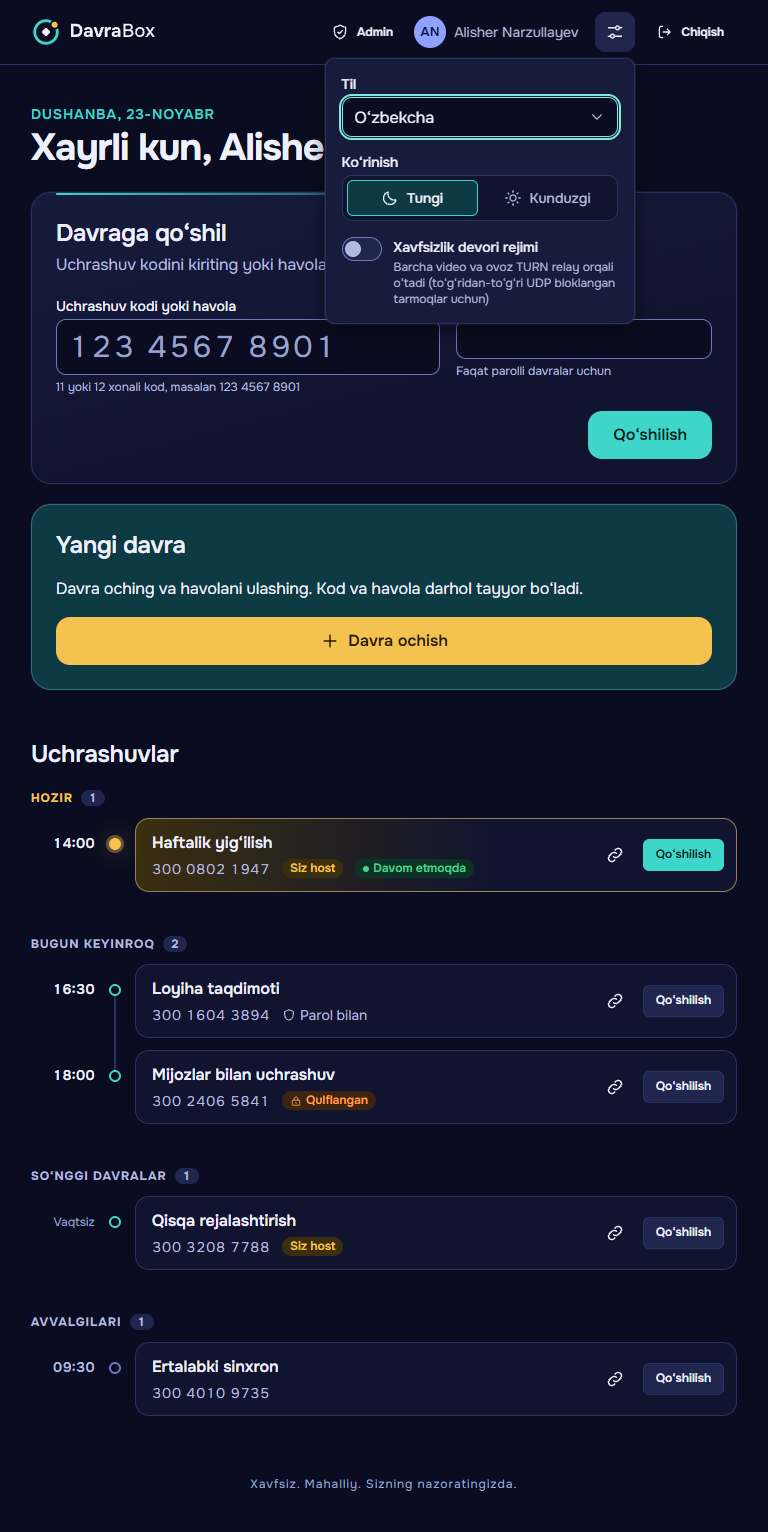 DavraBox
Admin
AN
Alisher Narzullayev
Chiqish
Til
Oʻzbekcha
Koʻrinish
Tungi
Kunduzgi
Xavfsizlik devori rejimi
Barcha video va ovoz TURN relay orqali
oʻtadi (toʻgʻridan-toʻgʻri UDP bloklangan
tarmoqlar uchun)
DUSHANBA, 23-NOYABR
Xayrli kun, Alishe
Davraga qoʻshil
Uchrashuv kodini kiriting yoki havola
Uchrashuv kodi yoki havola
123 4567 8901
11 yoki 12 xonali kod, masalan 123 4567 8901
Faqat parolli davralar uchun
Qoʻshilish
Yangi davra
Davra oching va havolani ulashing. Kod va havola darhol tayyor boʻladi.
Davra ochish
Uchrashuvlar
HOZIR 1
14:00
Haftalik yigʻilish
300 0802 1947 Siz host Davom etmoqda
Qoʻshilish
BUGUN KEYINROQ 2
16:30
Loyiha taqdimoti
300 1604 3894 Parol bilan
Qoʻshilish
18:00
Mijozlar bilan uchrashuv
300 2406 5841 Qulflangan
Qoʻshilish
SOʻNGGI DAVRALAR 1
Vaqtsiz
Qisqa rejalashtirish
300 3208 7788 Siz host
Qoʻshilish
AVVALGILARI 1
09:30
Ertalabki sinxron
300 4010 9735
Qoʻshilish
Xavfsiz. Mahalliy. Sizning nazoratingizda.